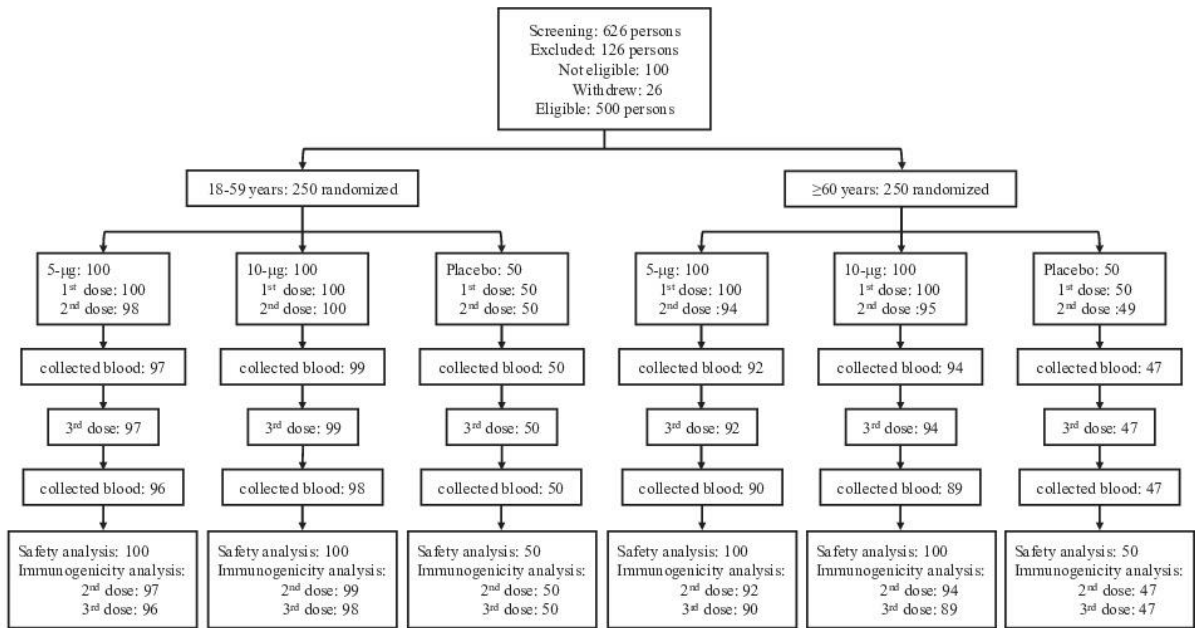 Screening: 626 persons
Excluded: 126 persons
Not eligible: 100
Withdrew: 26
Eligible: 500 persons
18-59 years: 250 randomized
≥60 years: 250 randomized
5-μg: 100
1st dose: 100
2nd dose: 98
10-μg: 100
1st dose: 100
2nd dose: 100
Placebo: 50
1st dose: 50
2nd dose: 50
5-μg: 100
1st dose: 100
2nd dose :94
10-μg: 100
1st dose: 100
2nd dose :95
Placebo: 50
1st dose: 50
2nd dose :49
collected blood: 97
collected blood: 99
collected blood: 50
collected blood: 92
collected blood: 94
collected blood: 47
3rd dose: 97
3rd dose: 99
3rd dose: 50
3rd dose: 92
3rd dose: 94
3rd dose: 47
collected blood: 96
collected blood: 98
collected blood: 50
collected blood: 90
collected blood: 89
collected blood: 47
Safety analysis: 100
Immunogenicity analysis:
2nd dose: 97
3rd dose: 96
Safety analysis: 100
Immunogenicity analysis:
2nd dose: 99
3rd dose: 98
Safety analysis: 50
Immunogenicity analysis:
2nd dose: 50
3rd dose: 50
Safety analysis: 100
Immunogenicity analysis:
2nd dose: 92
3rd dose: 90
Safety analysis: 100
Immunogenicity analysis:
2nd dose: 94
3rd dose: 89
Safety analysis: 50
Immunogenicity analysis:
2nd dose: 47
3rd dose: 47